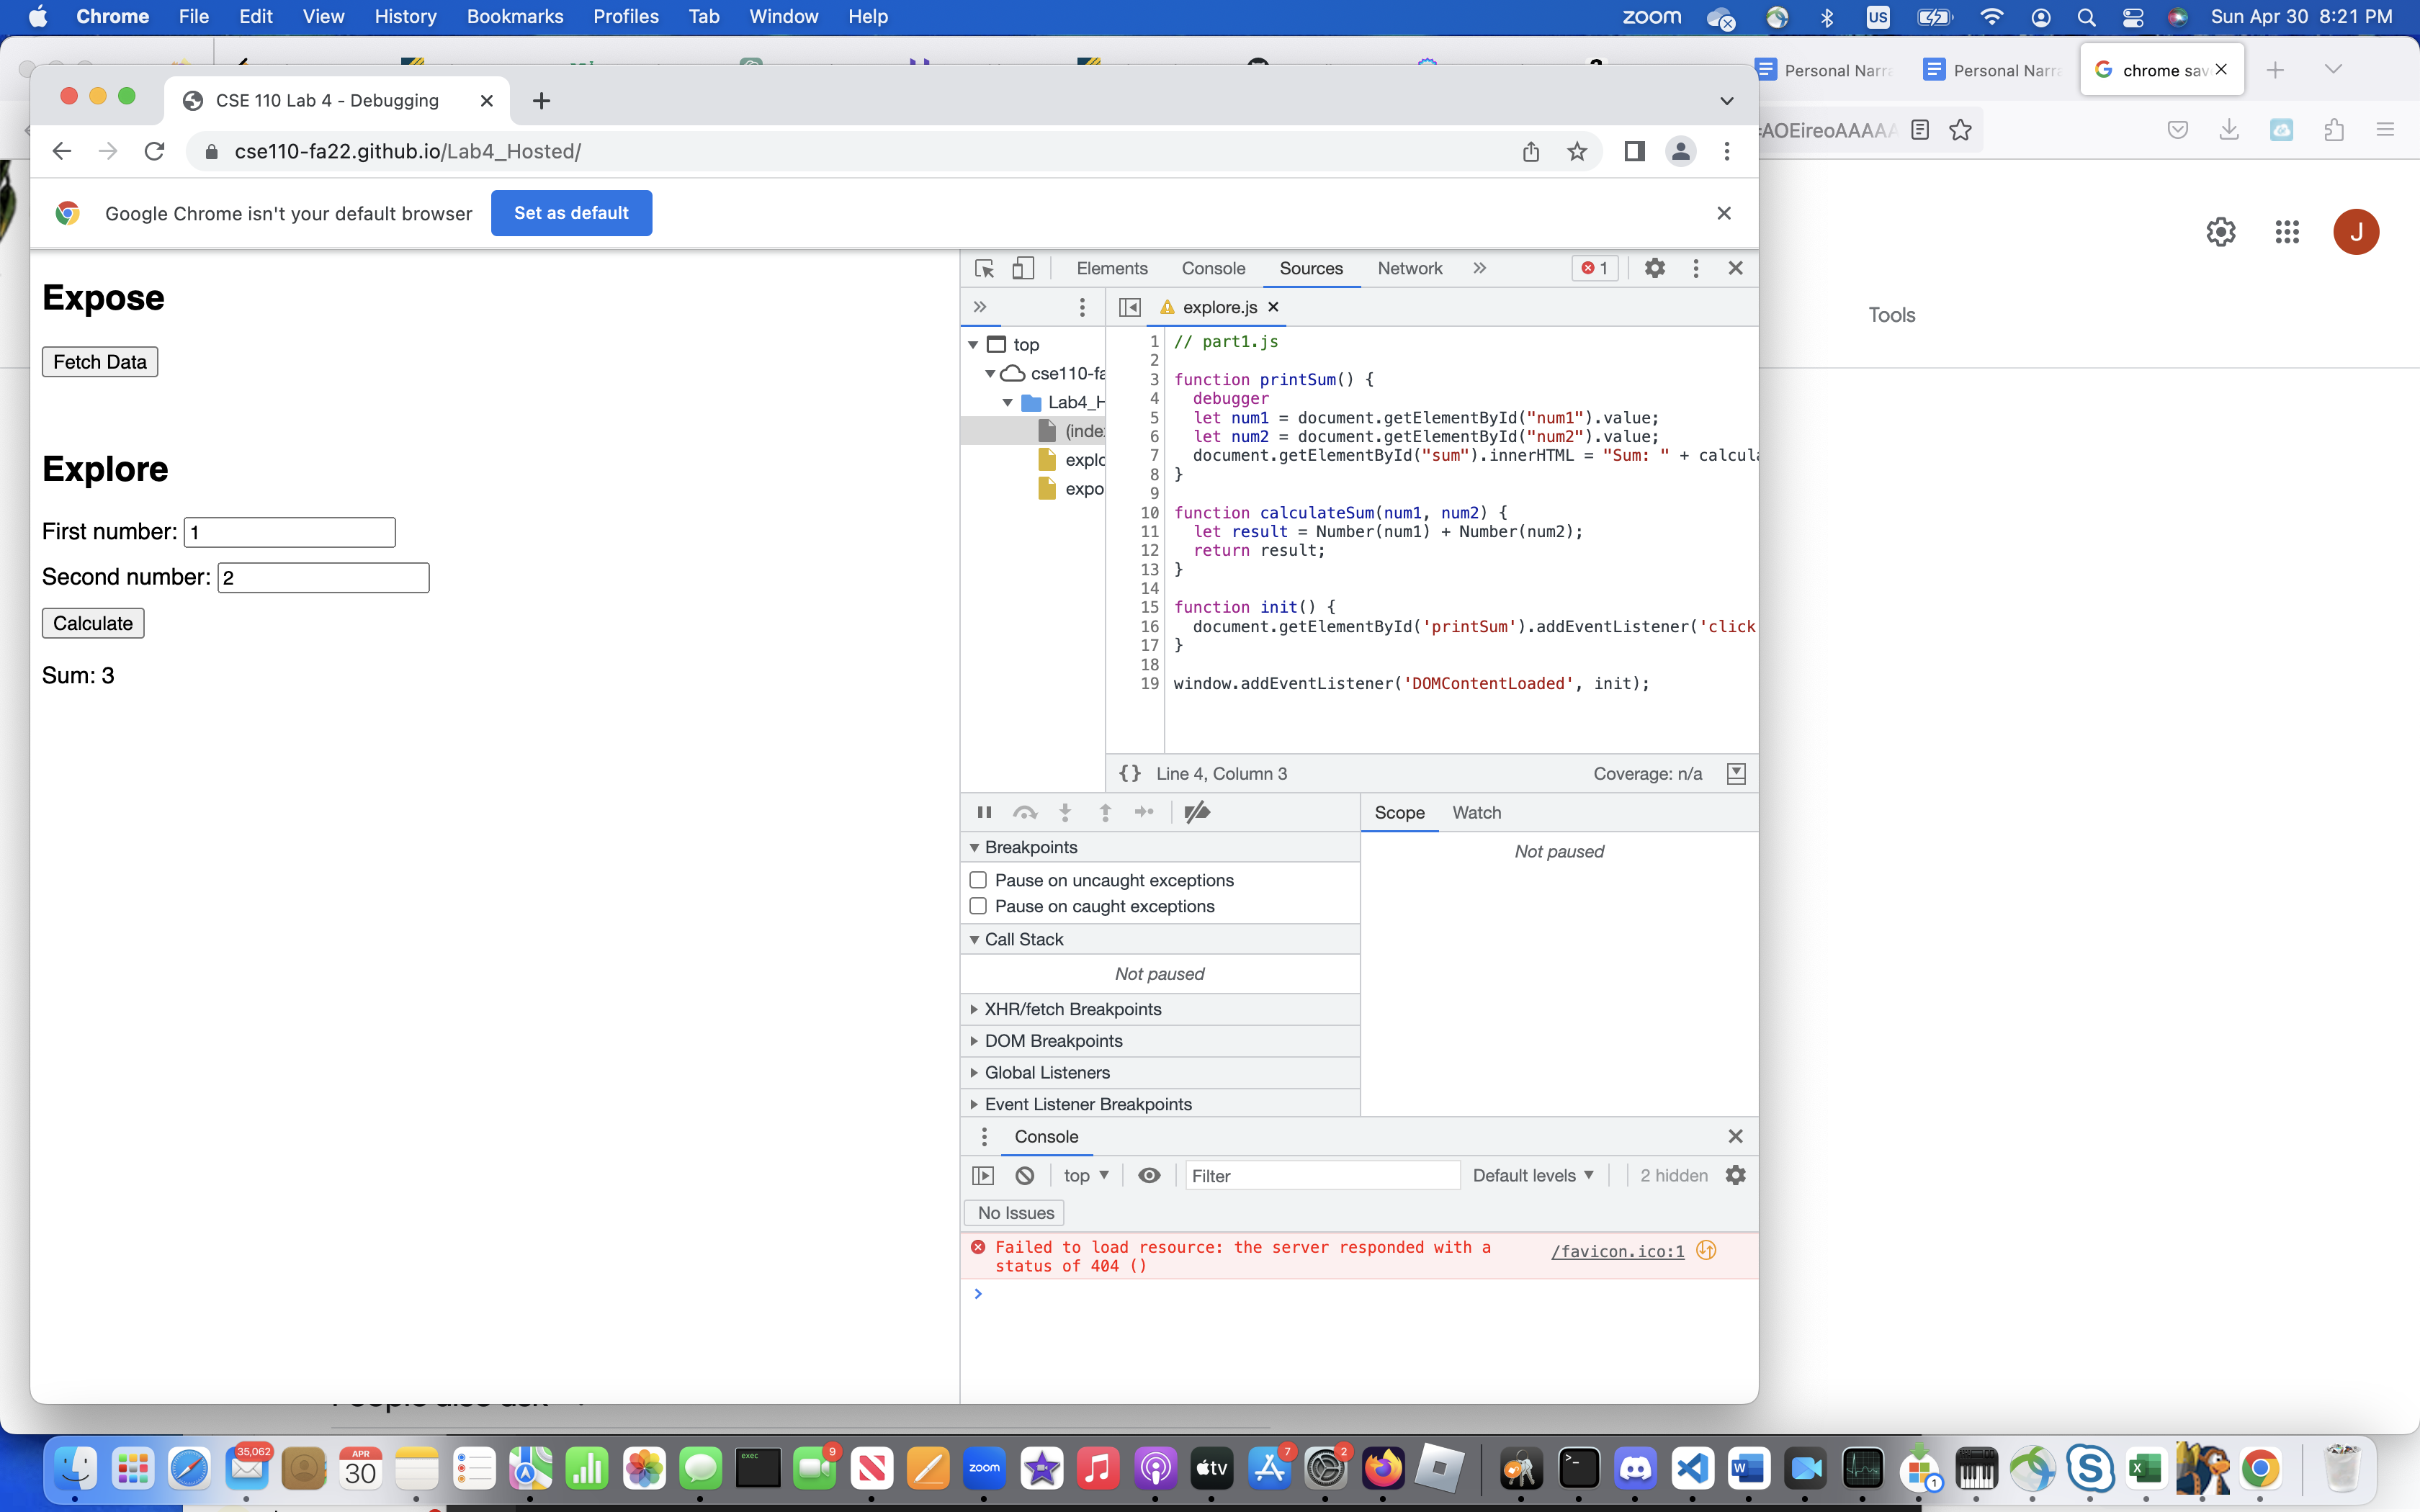 Chrome File Edit View History Bookmarks Profiles Tab Window Help zoom US Sun Apr 30 8:21 PM
CSE 110 Lab 4 - Debugging
Personal Narra
Personal Narra
chrome sav
cse110-fa22.github.io/Lab4_Hosted/
=AOEireoAAAAA
Google Chrome isn't your default browser Set as default
J
Tools
Expose
Fetch Data
Explore
First number: 1
Second number: 2
Calculate
Sum: 3
Elements Console Sources Network 1
explore.js
top
cse110-fa
Lab4_H
(inde
explo
expo
1 // part1.js
2
3 function printSum() {
4 debugger
5 let num1 = document.getElementById("num1").value;
6 let num2 = document.getElementById("num2").value;
7 document.getElementById("sum").innerHTML = "Sum: " + calcula
8 }
9
10 function calculateSum(num1, num2) {
11 let result = Number(num1) + Number(num2);
12 return result;
13 }
14
15 function init() {
16 document.getElementById('printSum').addEventListener('click
17 }
18
19 window.addEventListener('DOMContentLoaded', init);
{} Line 4, Column 3 Coverage: n/a
Scope Watch
Not paused
Breakpoints
Pause on uncaught exceptions
Pause on caught exceptions
Call Stack
Not paused
XHR/fetch Breakpoints
DOM Breakpoints
Global Listeners
Event Listener Breakpoints
Console
top Filter Default levels 2 hidden
No Issues
Failed to load resource: the server responded with a /favicon.ico:1
status of 404 ()
35,062
APR
30
exec
9
zoom
tv
7
2
W
1
S
X